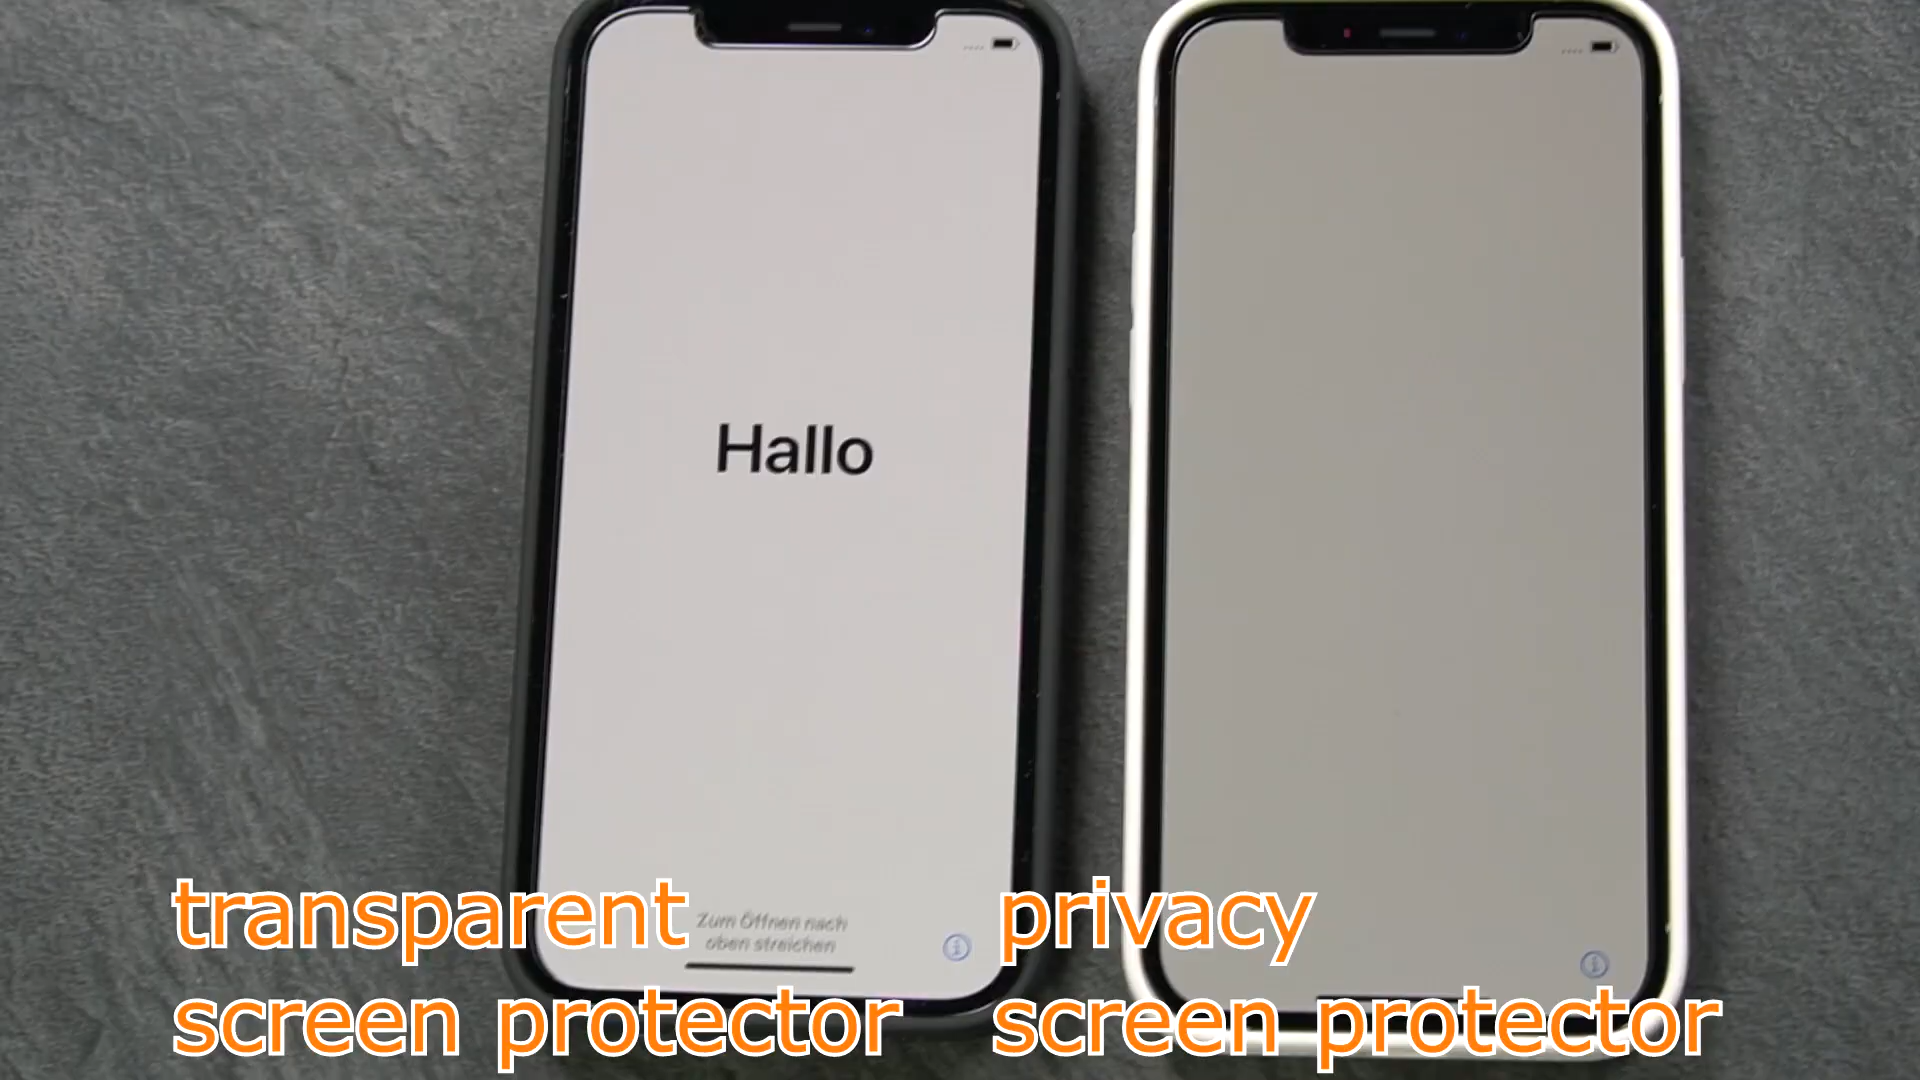 Hallo
Zum Öffnen nach
oben streichen
transparent
screen protector
privacy
screen protector